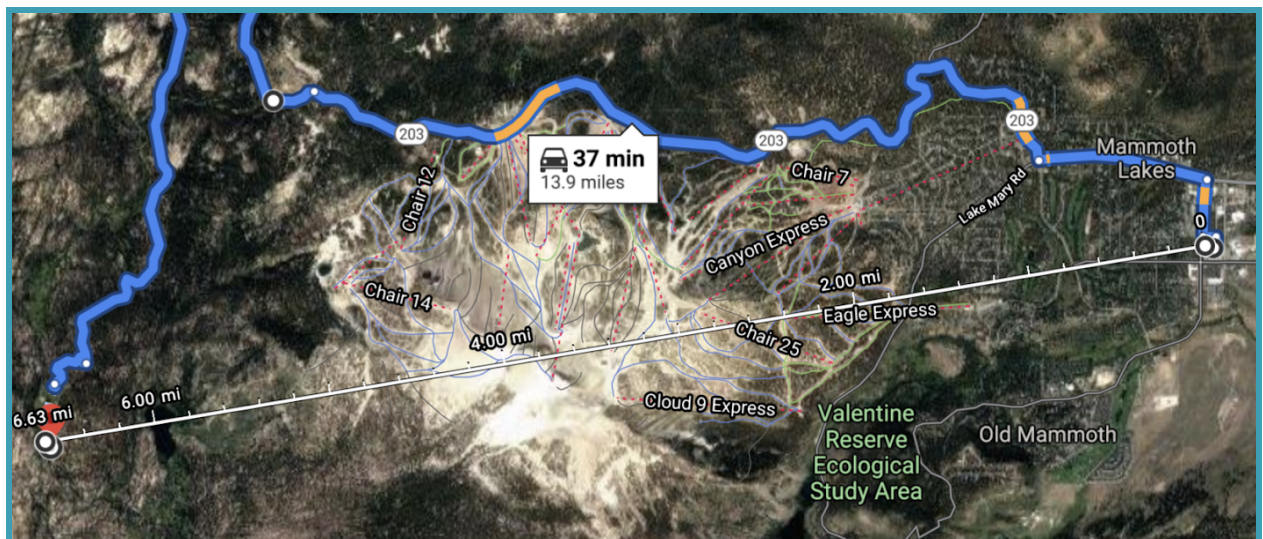 203
203
203
37 min
13.9 miles
Mammoth
Lakes
Chair 7
Chair 12
Lake Mary Rd
Canyon Express
0
2.00 mi
Chair 14
Eagle Express
Chair 25
4.00 mi
6.00 mi
6.63 mi
Cloud 9 Express
Valentine
Reserve
Ecological
Study Area
Old Mammoth